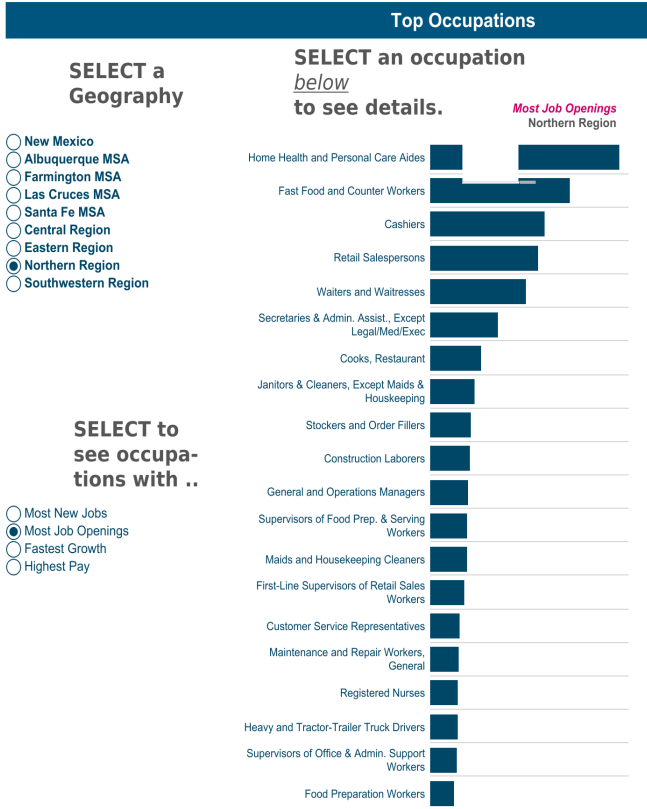 Top Occupations
SELECT a
Geography
SELECT an occupation
below
to see details.
Most Job Openings
Northern Region
New Mexico
Albuquerque MSA
Farmington MSA
Las Cruces MSA
Santa Fe MSA
Central Region
Eastern Region
Northern Region
Southwestern Region
SELECT to
see occupa-
tions with ..
Most New Jobs
Most Job Openings
Fastest Growth
Highest Pay
Home Health and Personal Care Aides
Fast Food and Counter Workers
Cashiers
Retail Salespersons
Waiters and Waitresses
Secretaries & Admin. Assist., Except
Legal/Med/Exec
Cooks, Restaurant
Janitors & Cleaners, Except Maids &
Houskeeping
Stockers and Order Fillers
Construction Laborers
General and Operations Managers
Supervisors of Food Prep. & Serving
Workers
Maids and Housekeeping Cleaners
First-Line Supervisors of Retail Sales
Workers
Customer Service Representatives
Maintenance and Repair Workers,
General
Registered Nurses
Heavy and Tractor-Trailer Truck Drivers
Supervisors of Office & Admin. Support
Workers
Food Preparation Workers